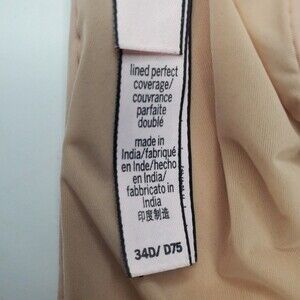 lined perfect
coverage/
couvrance
parfaite
doublé
made in
India/fabriqué
en Inde/hecho
en India/
fabbricato in
India
印度制造
34D/ D75